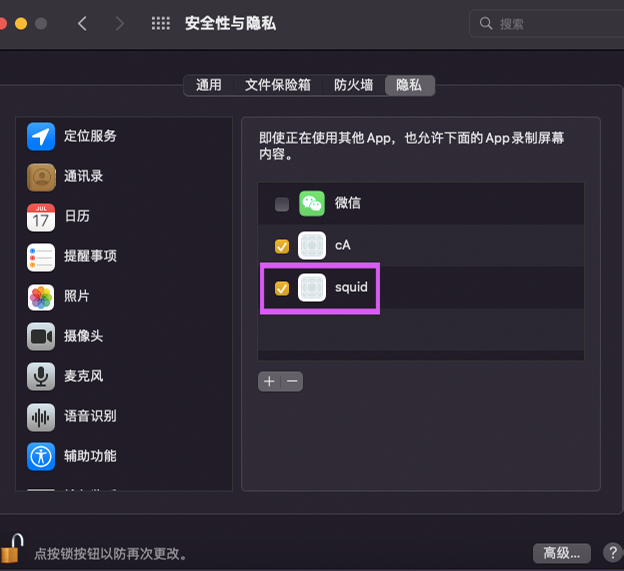 安全性与隐私
搜索
通用
文件保险箱
防火墙
隐私
定位服务
通讯录
JUL
17
日历
提醒事项
照片
摄像头
麦克风
语音识别
辅助功能
即使正在使用其他 App，也允许下面的 App 录制屏幕
内容。
微信
cA
squid
点按锁按钮以防再次更改。
高级...
?